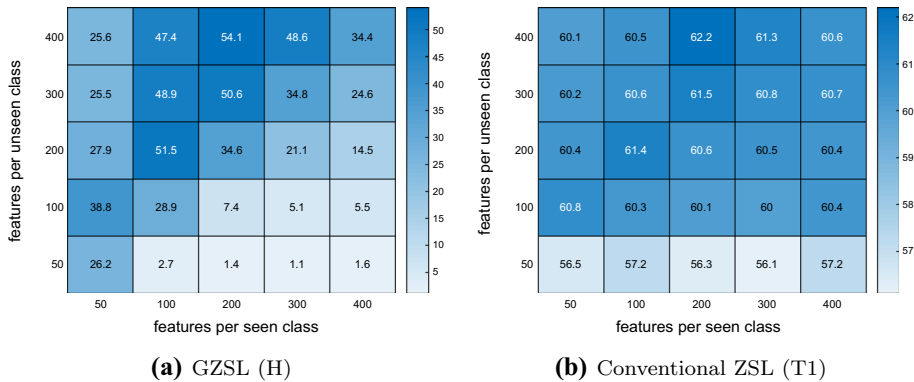 400 25.6 47.4 54.1 48.6 34.4
300 25.5 48.9 50.6 34.8 24.6
200 27.9 51.5 34.6 21.1 14.5
100 38.8 28.9 7.4 5.1 5.5
50 26.2 2.7 1.4 1.1 1.6
50 100 200 300 400
features per seen class
features per unseen class
50
45
40
35
30
25
20
15
10
5
(a) GZSL (H)
400 60.1 60.5 62.2 61.3 60.6
300 60.2 60.6 61.5 60.8 60.7
200 60.4 61.4 60.6 60.5 60.4
100 60.8 60.3 60.1 60 60.4
50 56.5 57.2 56.3 56.1 57.2
50 100 200 300 400
features per seen class
features per unseen class
62
61
60
59
58
57
(b) Conventional ZSL (T1)